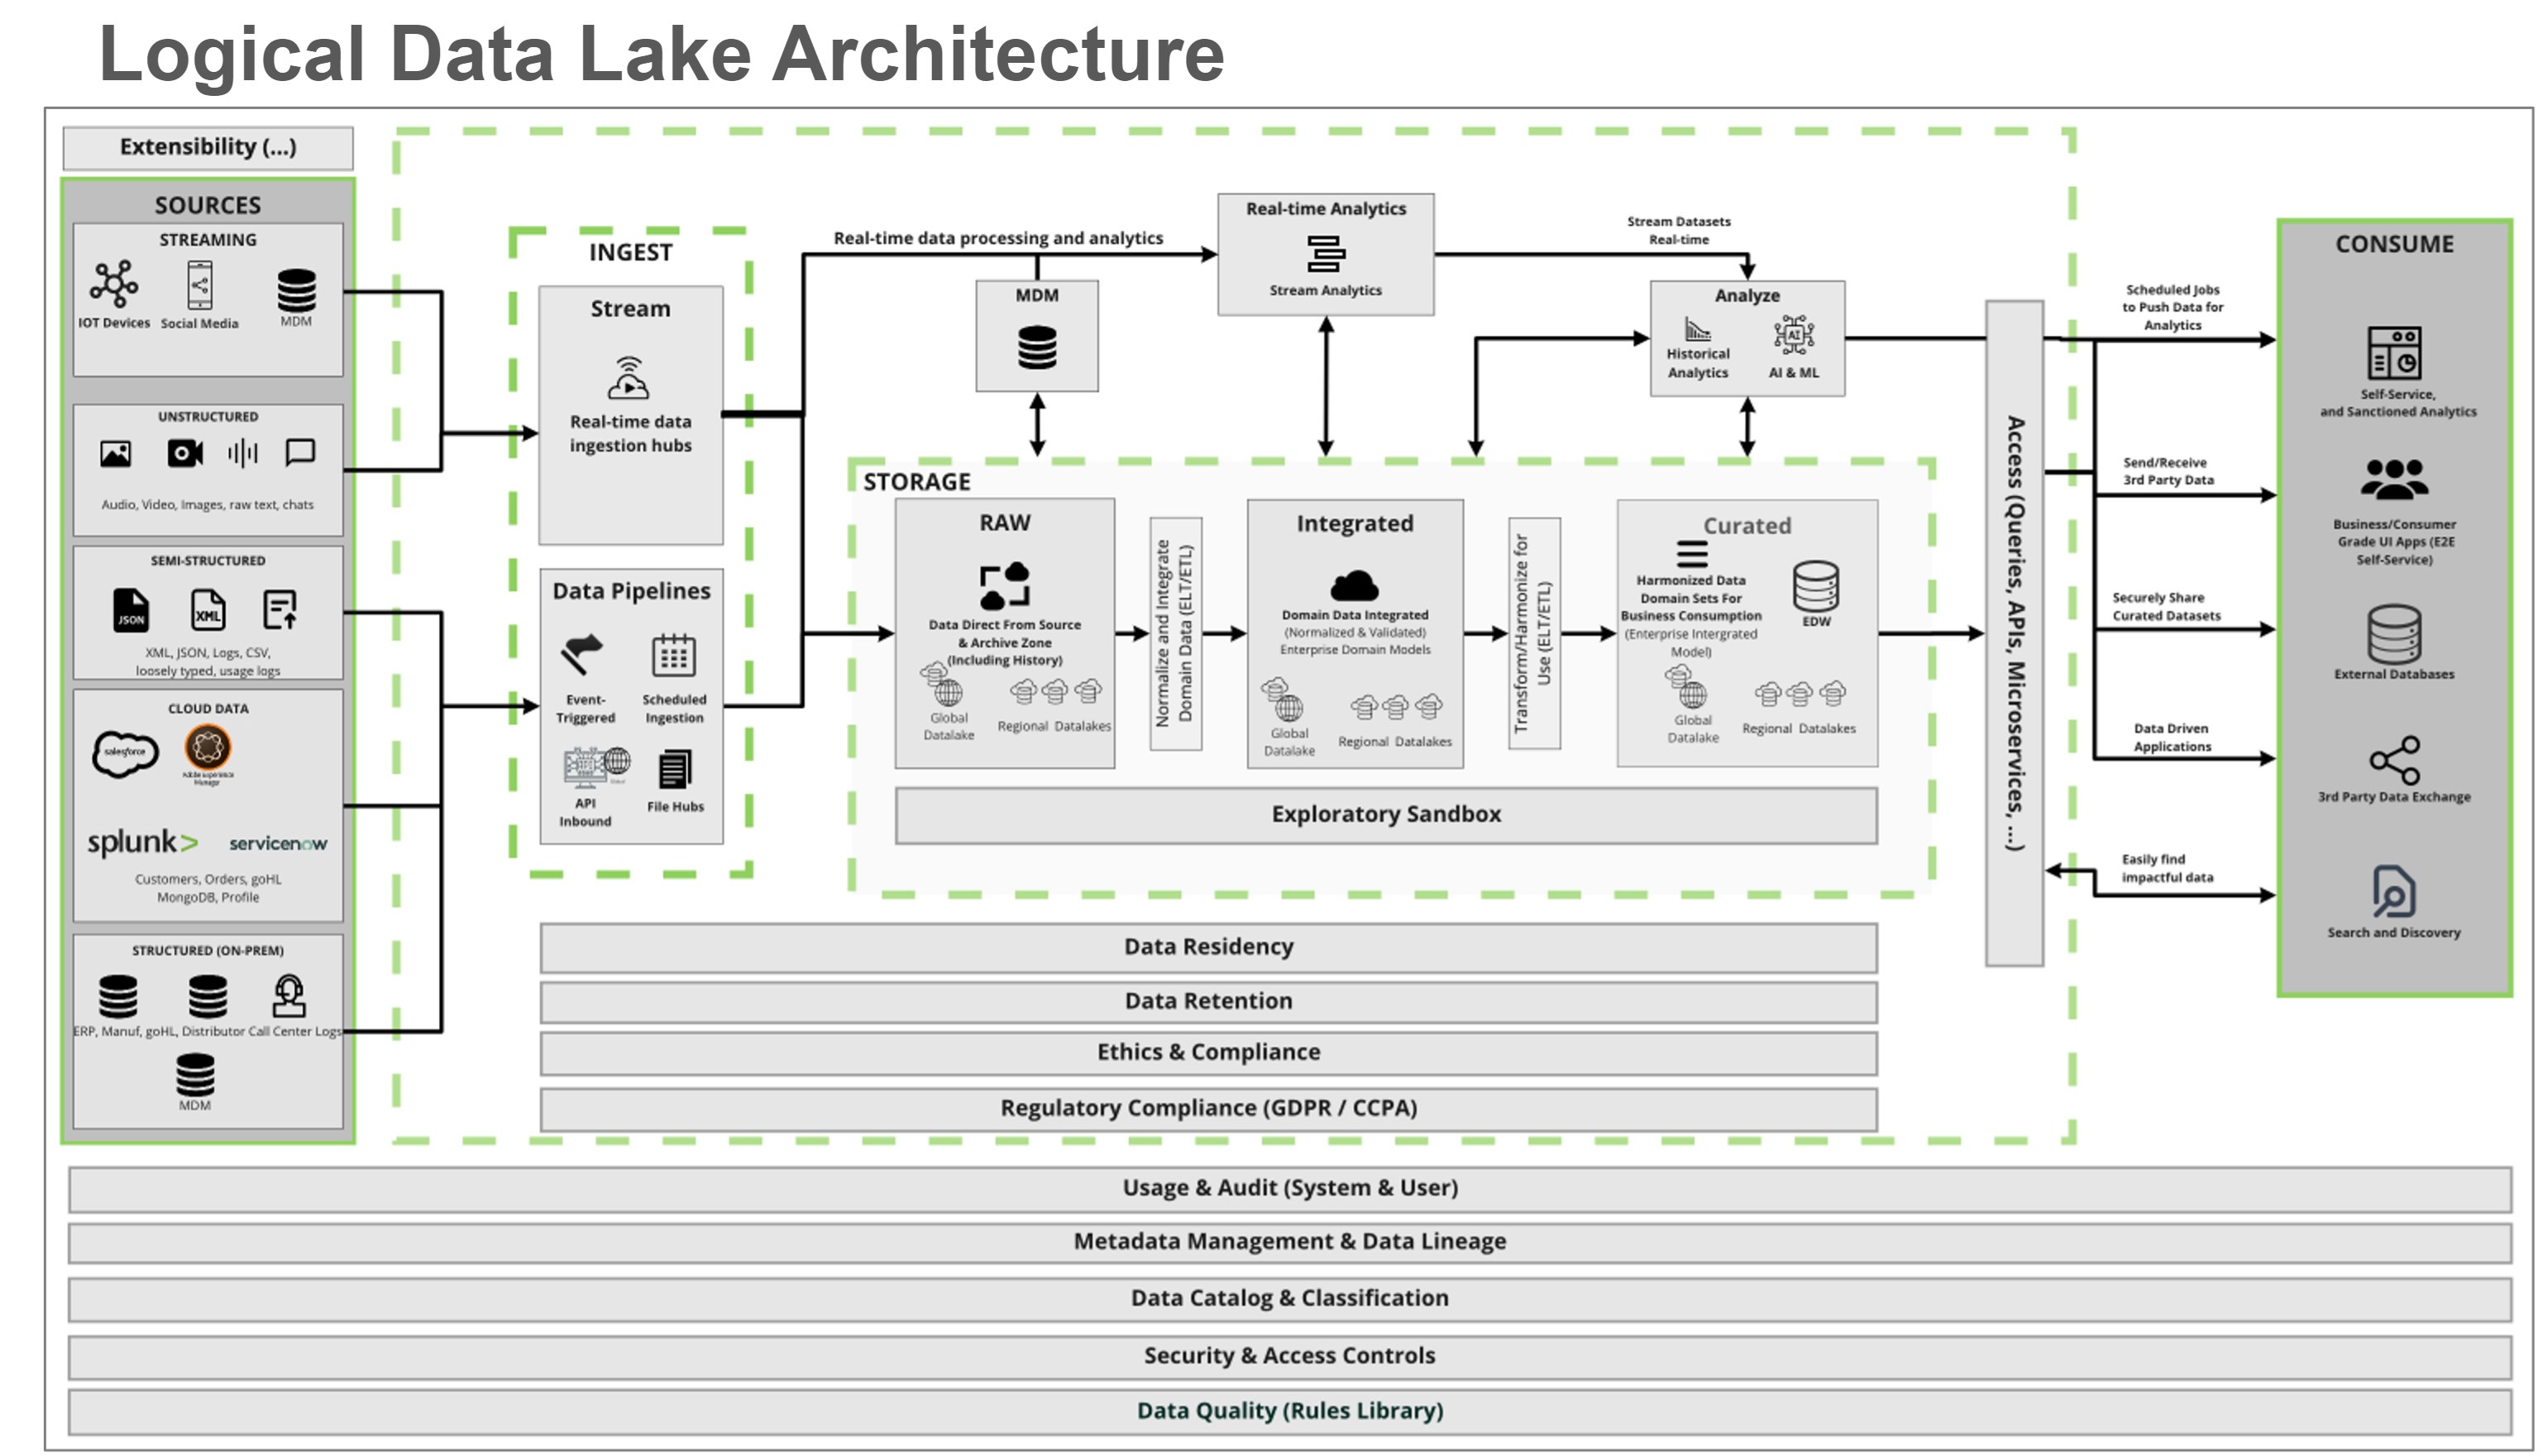 Logical Data Lake Architecture
Extensibility (...)
SOURCES
STREAMING
IOT Devices
Social Media
MDM
UNSTRUCTURED
Audio, Video, Images, raw text, chats
SEMI-STRUCTURED
JSON
XML
XML, JSON, Logs, CSV,
loosely typed, usage logs
CLOUD DATA
salesforce
Adobe Experience
Manager
splunk>
servicenow
Customers, Orders, goHL
MongoDB, Profile
STRUCTURED (ON-PREM)
ERP, Manuf, goHL, Distributor Call Center Logs
MDM
INGEST
Stream
Real-time data
ingestion hubs
Data Pipelines
Event-
Triggered
Scheduled
Ingestion
API
Inbound
File Hubs
Real-time data processing and analytics
MDM
Real-time Analytics
Stream Analytics
Stream Datasets
Real-time
Analyze
Historical
Analytics
AI
AI & ML
STORAGE
RAW
Data Direct From Source
& Archive Zone
(Including History)
Global
Datalake
Regional Datalakes
Normalize and Integrate
Domain Data (ELT/ETL)
Integrated
Domain Data Integrated
(Normalized & Validated)
Enterprise Domain Models
Global
Datalake
Regional Datalakes
Transform/Harmonize for
Use (ELT/ETL)
Curated
Harmonized Data
Domain Sets For
Business Consumption
(Enterprise Intergrated
Model)
EDW
Global
Datalake
Regional Datalakes
Exploratory Sandbox
Access (Queries, APIs, Microservices, ...)
Scheduled Jobs
to Push Data for
Analytics
Send/Receive
3rd Party Data
Securely Share
Curated Datasets
Data Driven
Applications
Easily find
impactful data
CONSUME
Self-Service,
and Sanctioned Analytics
Business/Consumer
Grade UI Apps (E2E
Self-Service)
External Databases
3rd Party Data Exchange
Search and Discovery
Data Residency
Data Retention
Ethics & Compliance
Regulatory Compliance (GDPR / CCPA)
Usage & Audit (System & User)
Metadata Management & Data Lineage
Data Catalog & Classification
Security & Access Controls
Data Quality (Rules Library)